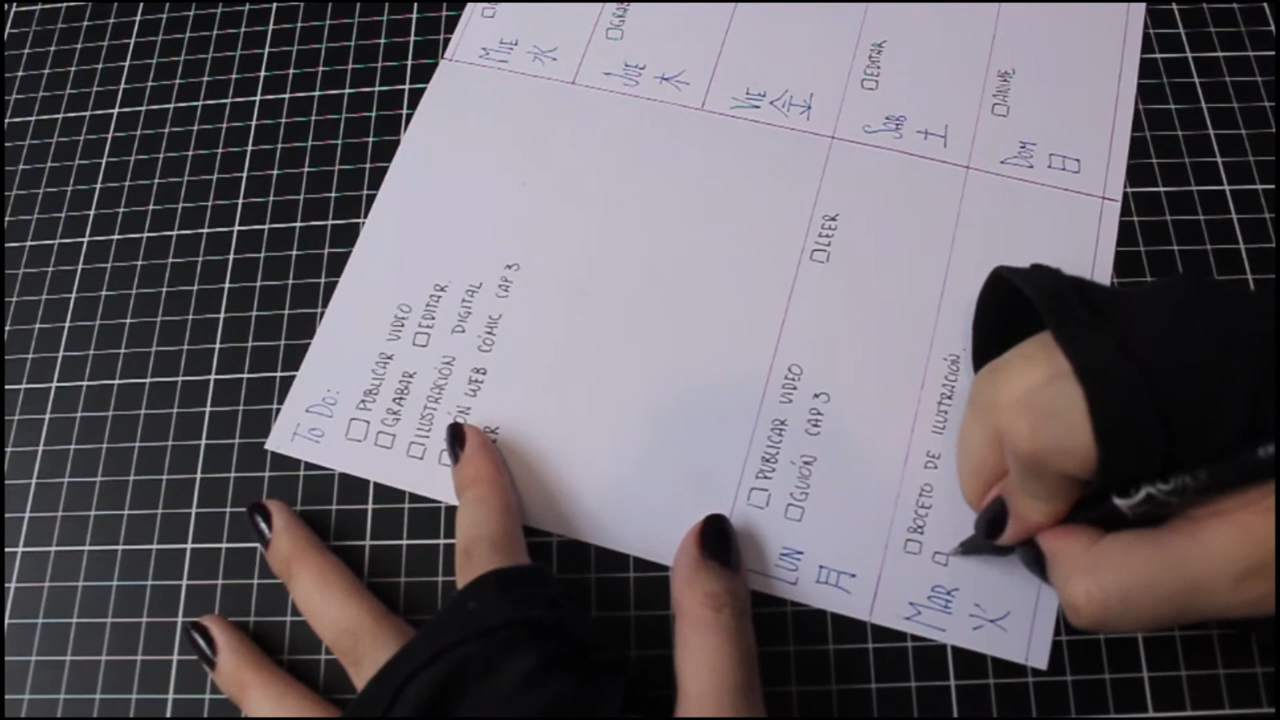 To Do:
PUBLICAR VIDEO
GRABAR EDITAR.
ILUSTRACIÓN DIGITAL
WEB CÓMIC CAP 3
LUN
月
PUBLICAR VIDEO
GUIÓN CAP 3
LEER
MAR
火
BOCETO DE ILUSTRACIÓN.
MIE
水
JUE
木
VIE
金
SAB
土
EDITAR
DOM
日
ANIME